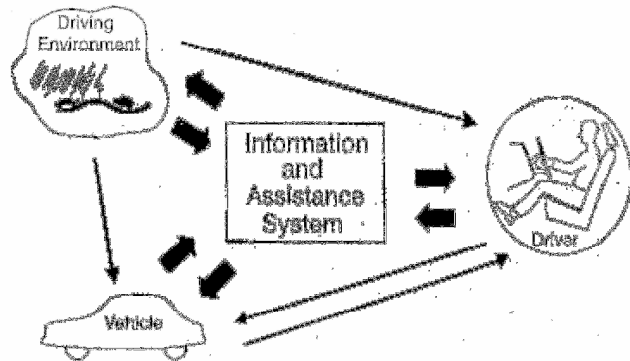 Driving
Environment
Information
and
Assistance
System
Driver
Vehicle